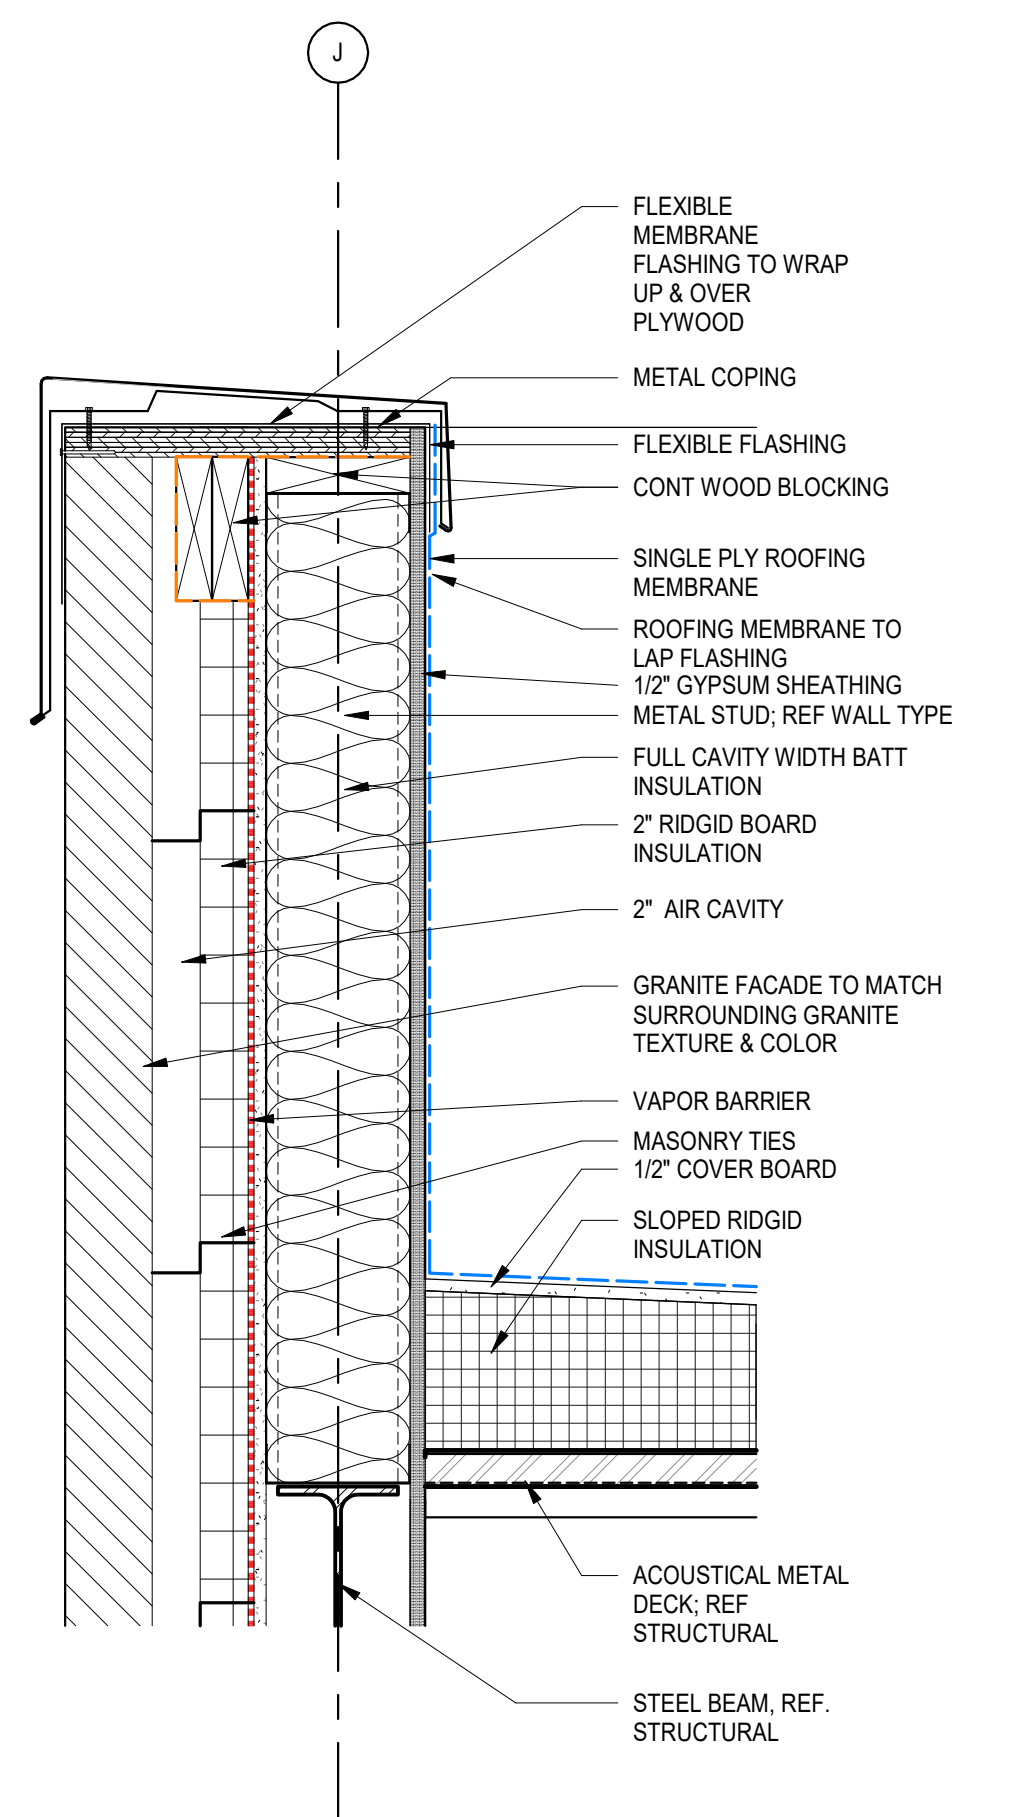 J
FLEXIBLE
MEMBRANE
FLASHING TO WRAP
UP & OVER
PLYWOOD
METAL COPING
FLEXIBLE FLASHING
CONT WOOD BLOCKING
SINGLE PLY ROOFING
MEMBRANE
ROOFING MEMBRANE TO
LAP FLASHING
1/2" GYPSUM SHEATHING
METAL STUD; REF WALL TYPE
FULL CAVITY WIDTH BATT
INSULATION
2" RIDGID BOARD
INSULATION
2" AIR CAVITY
GRANITE FACADE TO MATCH
SURROUNDING GRANITE
TEXTURE & COLOR
VAPOR BARRIER
MASONRY TIES
1/2" COVER BOARD
SLOPED RIDGID
INSULATION
ACOUSTICAL METAL
DECK; REF
STRUCTURAL
STEEL BEAM, REF.
STRUCTURAL